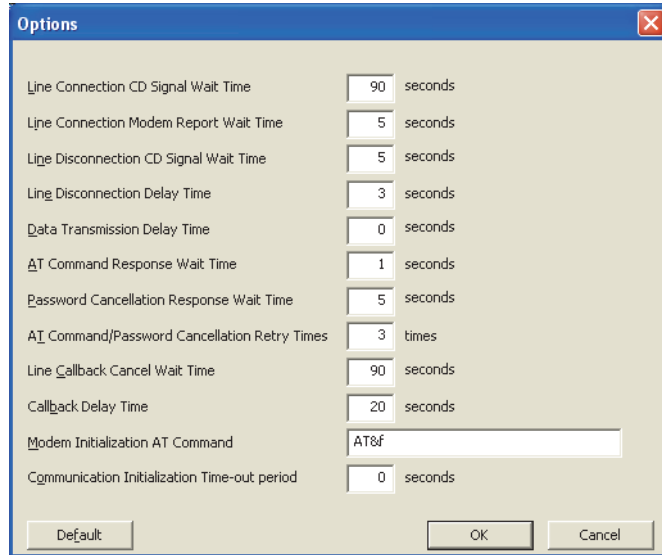 Options
Line Connection CD Signal Wait Time 90 seconds
Line Connection Modem Report Wait Time 5 seconds
Line Disconnection CD Signal Wait Time 5 seconds
Line Disconnection Delay Time 3 seconds
Data Transmission Delay Time 0 seconds
AT Command Response Wait Time 1 seconds
Password Cancellation Response Wait Time 5 seconds
AT Command/Password Cancellation Retry Times 3 times
Line Callback Cancel Wait Time 90 seconds
Callback Delay Time 20 seconds
Modem Initialization AT Command AT&f
Communication Initialization Time-out period 0 seconds
Default OK Cancel